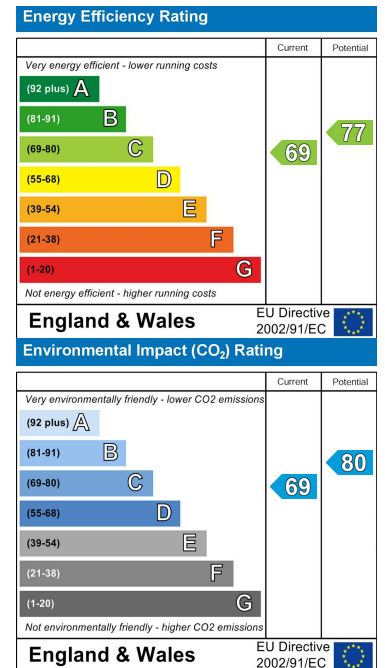 Energy Efficiency Rating
Current Potential
Very energy efficient - lower running costs
(92 plus) A
(81-91) B
(69-80) C
(55-68) D
(39-54) E
(21-38) F
(1-20) G
69
77
Not energy efficient - higher running costs
England & Wales
EU Directive
2002/91/EC
Environmental Impact (CO₂) Rating
Current Potential
Very environmentally friendly - lower CO2 emissions
(92 plus) A
(81-91) B
(69-80) C
(55-68) D
(39-54) E
(21-38) F
(1-20) G
69
80
Not environmentally friendly - higher CO2 emissions
England & Wales
EU Directive
2002/91/EC